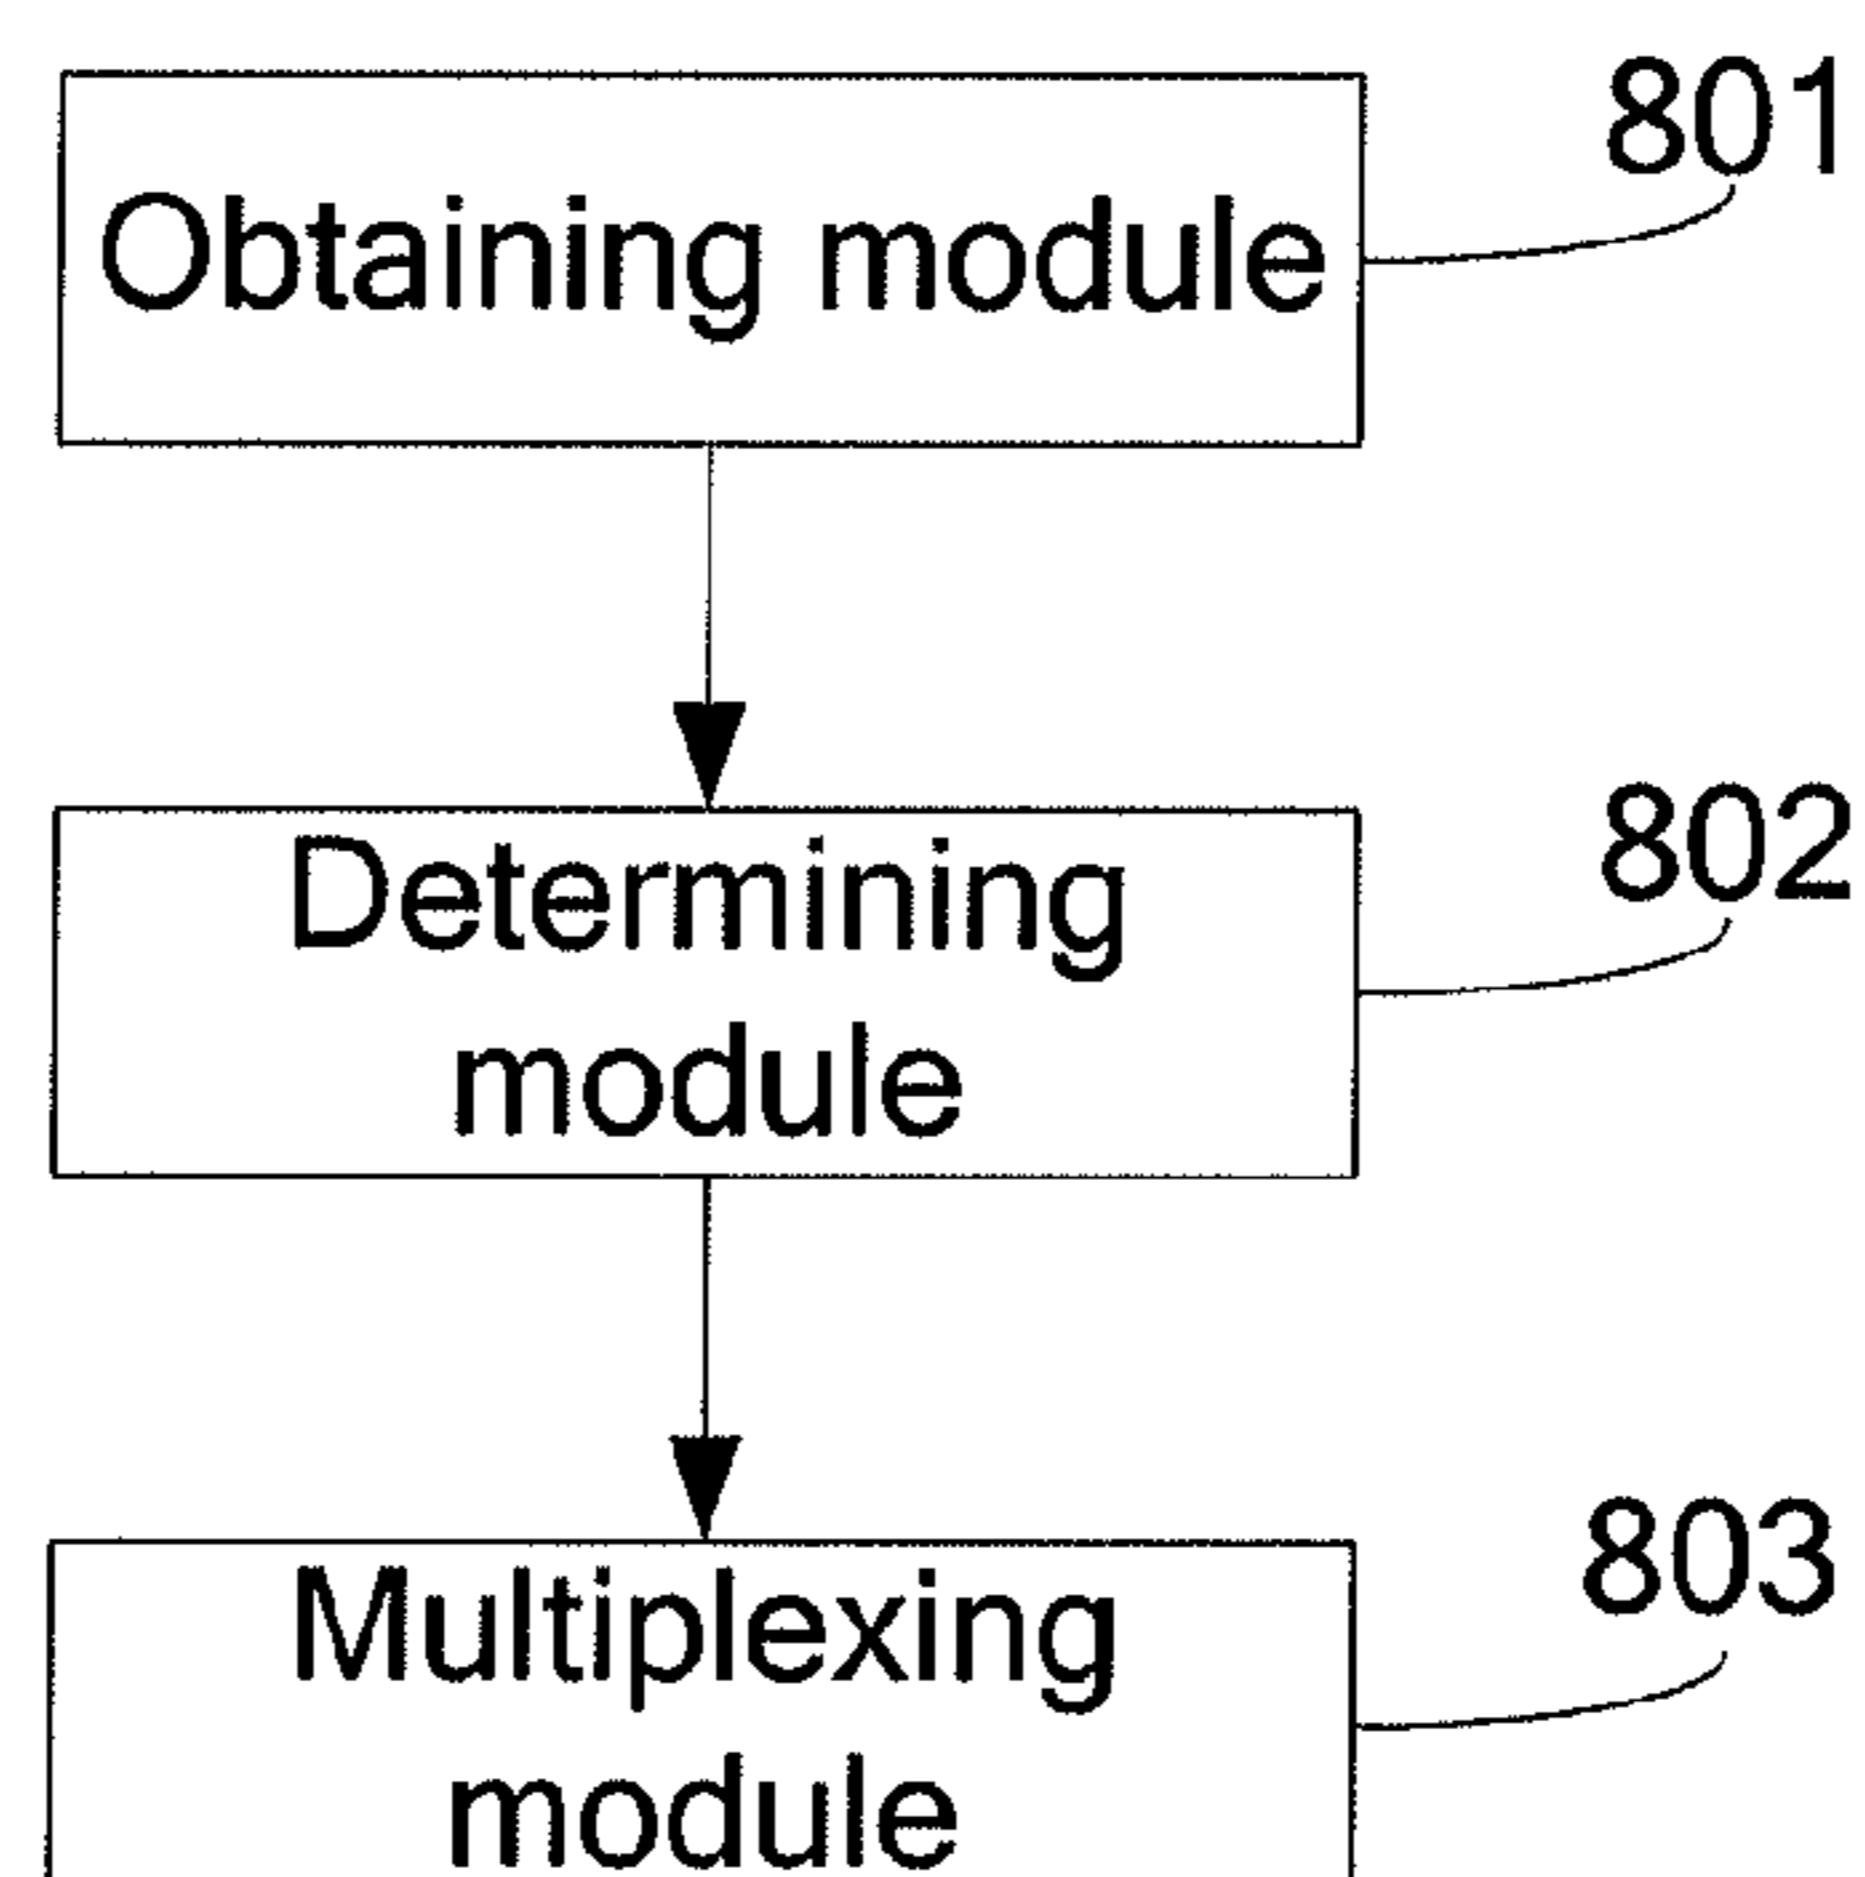 801
Obtaining module
802
Determining
module
803
Multiplexing
module